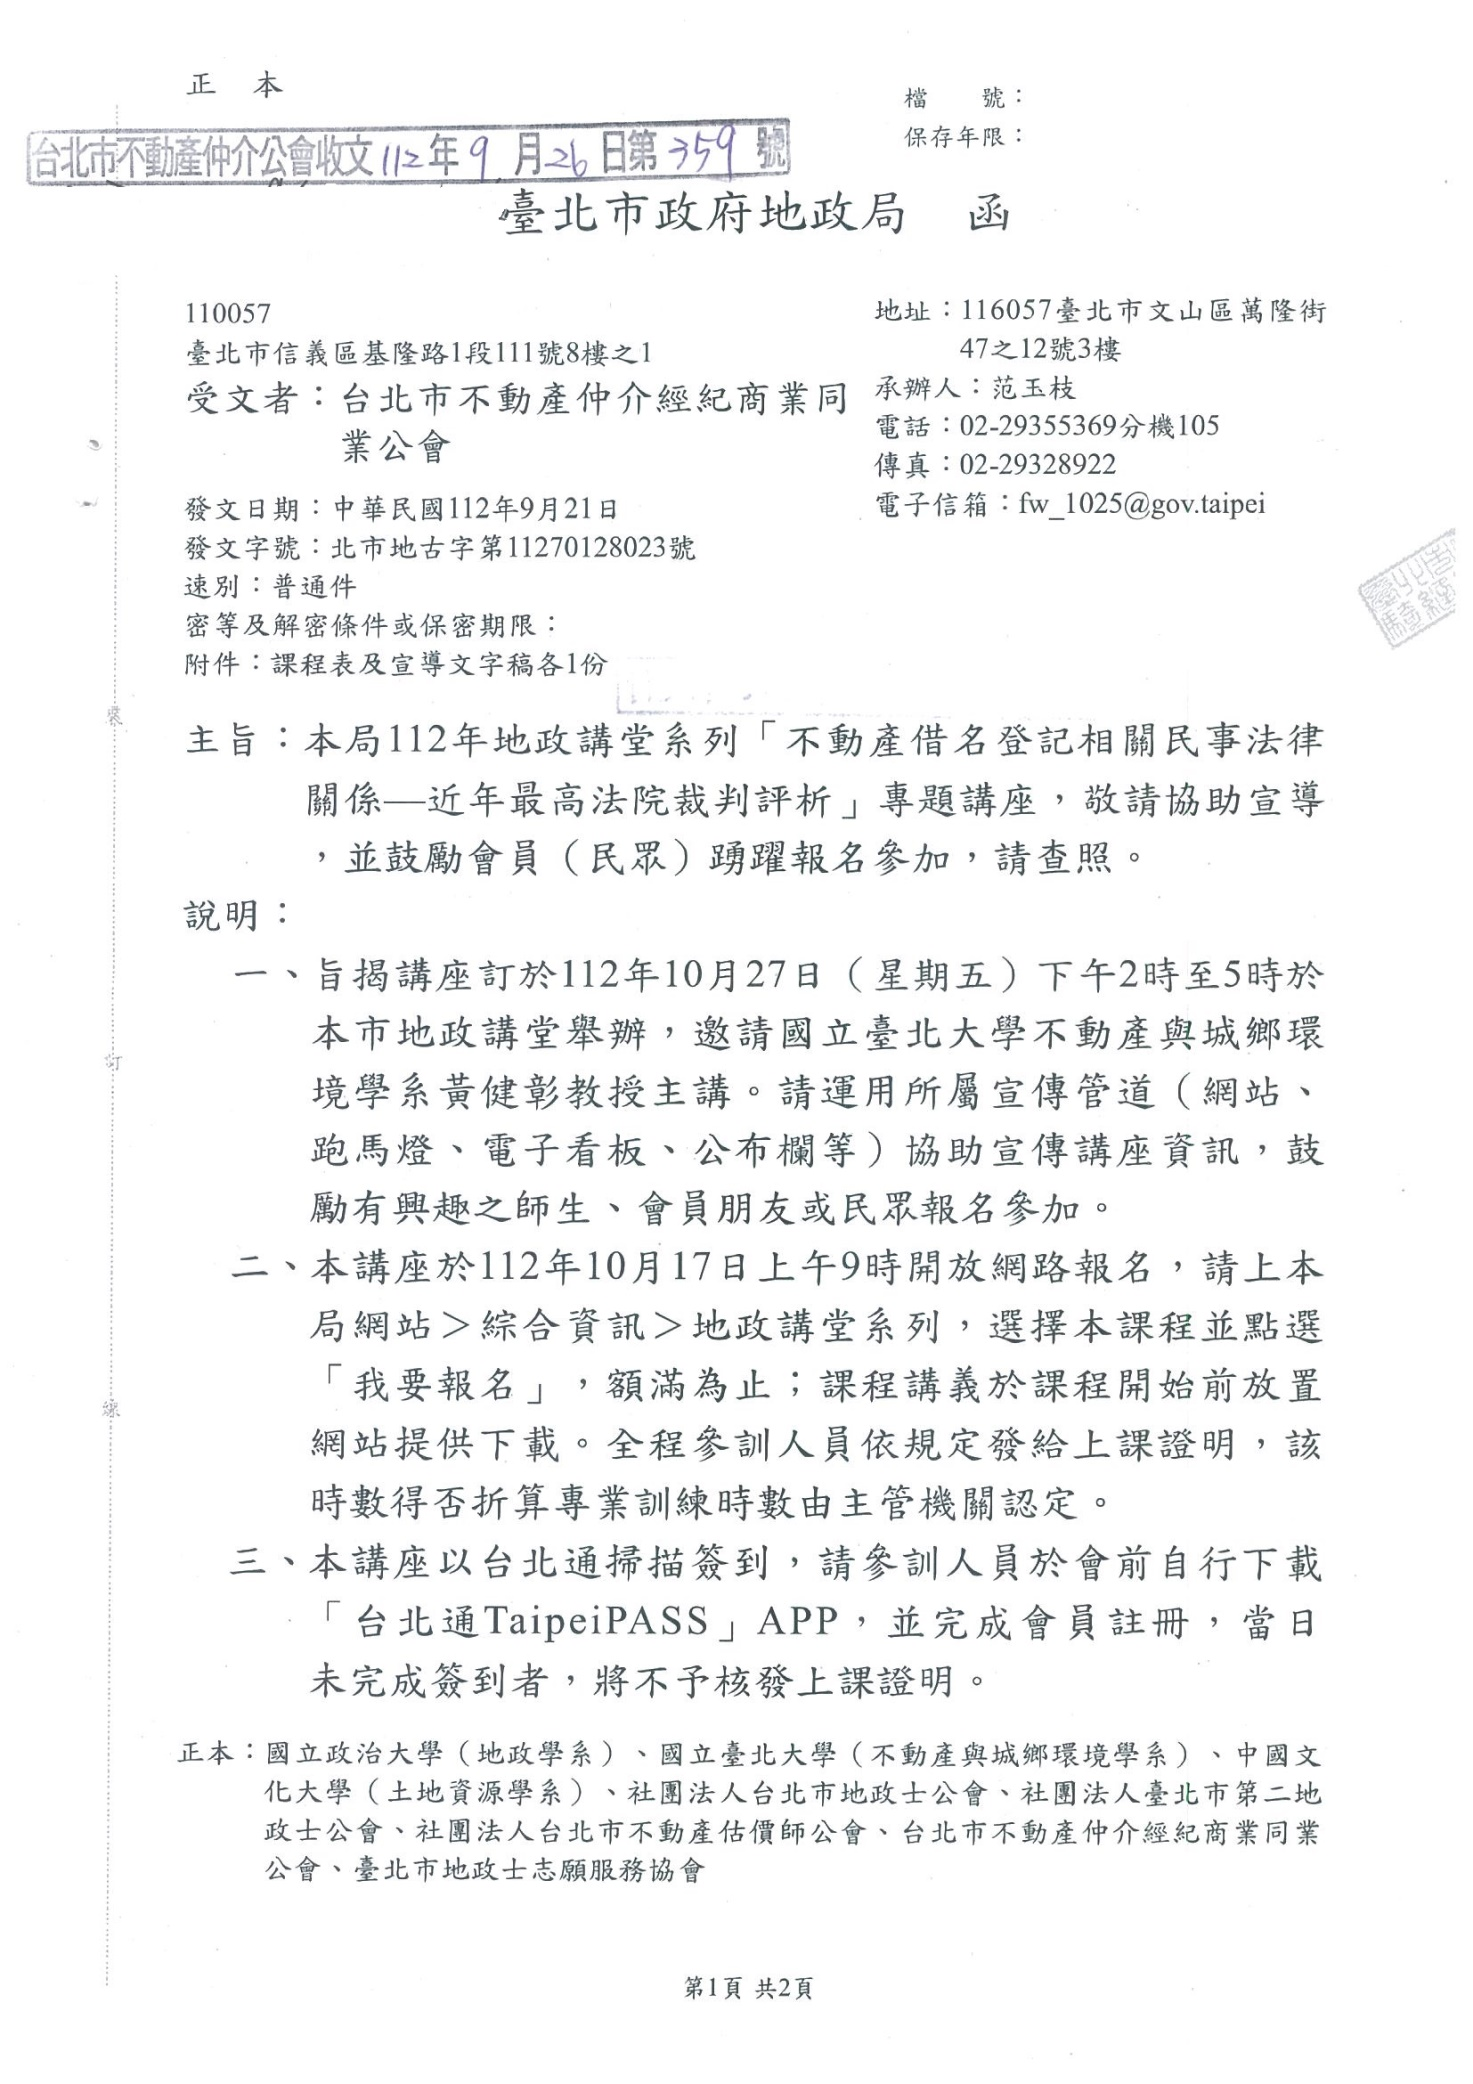 正　本
檔　　號：
保存年限：
台北市不動產仲介公會收文112年9月26日第359號
臺北市政府地政局　函
110057
臺北市信義區基隆路1段111號8樓之1
受文者：台北市不動產仲介經紀商業同
業公會
地址：116057臺北市文山區萬隆街
47之12號3樓
承辦人：范玉枝
電話：02-29355369分機105
傳真：02-29328922
電子信箱：fw_1025@gov.taipei
發文日期：中華民國112年9月21日
發文字號：北市地古字第11270128023號
速別：普通件
密等及解密條件或保密期限：
附件：課程表及宣導文字稿各1份
主旨：本局112年地政講堂系列「不動產借名登記相關民事法律
關係—近年最高法院裁判評析」專題講座，敬請協助宣導
，並鼓勵會員（民眾）踴躍報名參加，請查照。
說明：
一、旨揭講座訂於112年10月27日（星期五）下午2時至5時於
本市地政講堂舉辦，邀請國立臺北大學不動產與城鄉環
境學系黃健彰教授主講。請運用所屬宣傳管道（網站、
跑馬燈、電子看板、公布欄等）協助宣傳講座資訊，鼓
勵有興趣之師生、會員朋友或民眾報名參加。
二、本講座於112年10月17日上午9時開放網路報名，請上本
局網站＞綜合資訊＞地政講堂系列，選擇本課程並點選
「我要報名」，額滿為止；課程講義於課程開始前放置
網站提供下載。全程參訓人員依規定發給上課證明，該
時數得否折算專業訓練時數由主管機關認定。
三、本講座以台北通掃描簽到，請參訓人員於會前自行下載
「台北通TaipeiPASS」APP，並完成會員註冊，當日
未完成簽到者，將不予核發上課證明。
裝
訂
線
正本：國立政治大學（地政學系）、國立臺北大學（不動產與城鄉環境學系）、中國文
化大學（土地資源學系）、社團法人台北市地政士公會、社團法人臺北市第二地
政士公會、社團法人台北市不動產估價師公會、台北市不動產仲介經紀商業同業
公會、臺北市地政士志願服務協會
第1頁 共2頁